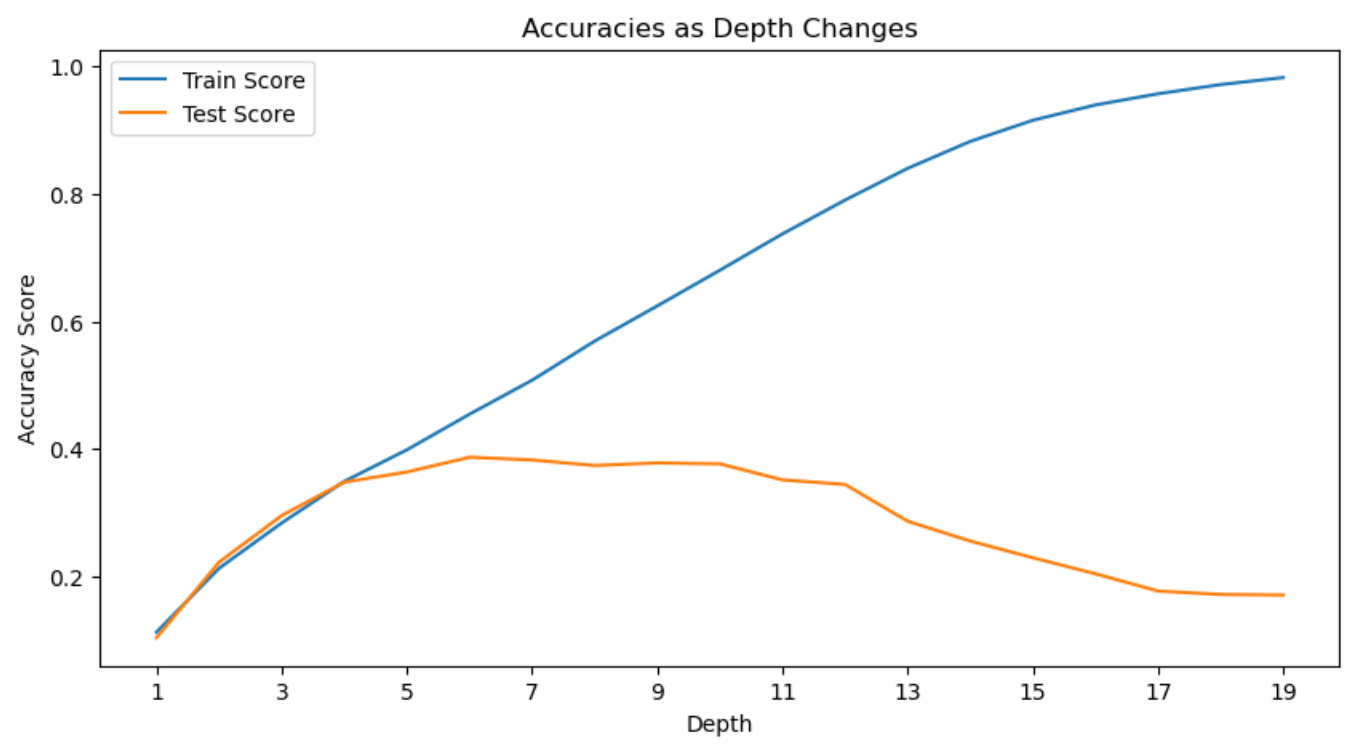 Accuracies as Depth Changes
Train Score
Test Score
Accuracy Score
1.0
0.8
0.6
0.4
0.2
1 3 5 7 9 11 13 15 17 19
Depth